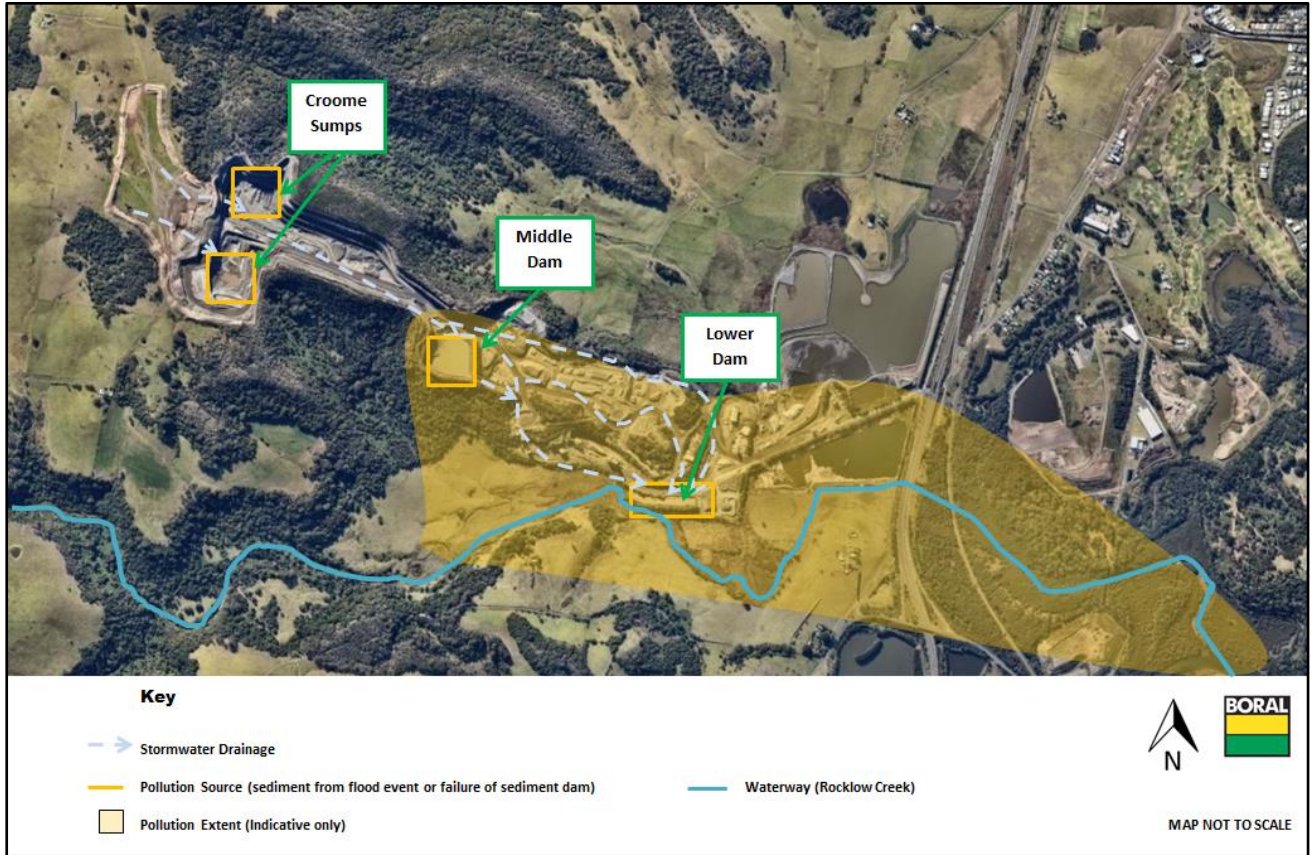 Croome
Sumps
Middle
Dam
Lower
Dam
Key
Stormwater Drainage
Pollution Source (sediment from flood event or failure of sediment dam)
Waterway (Rocklow Creek)
Pollution Extent (Indicative only)
N
BORAL
MAP NOT TO SCALE